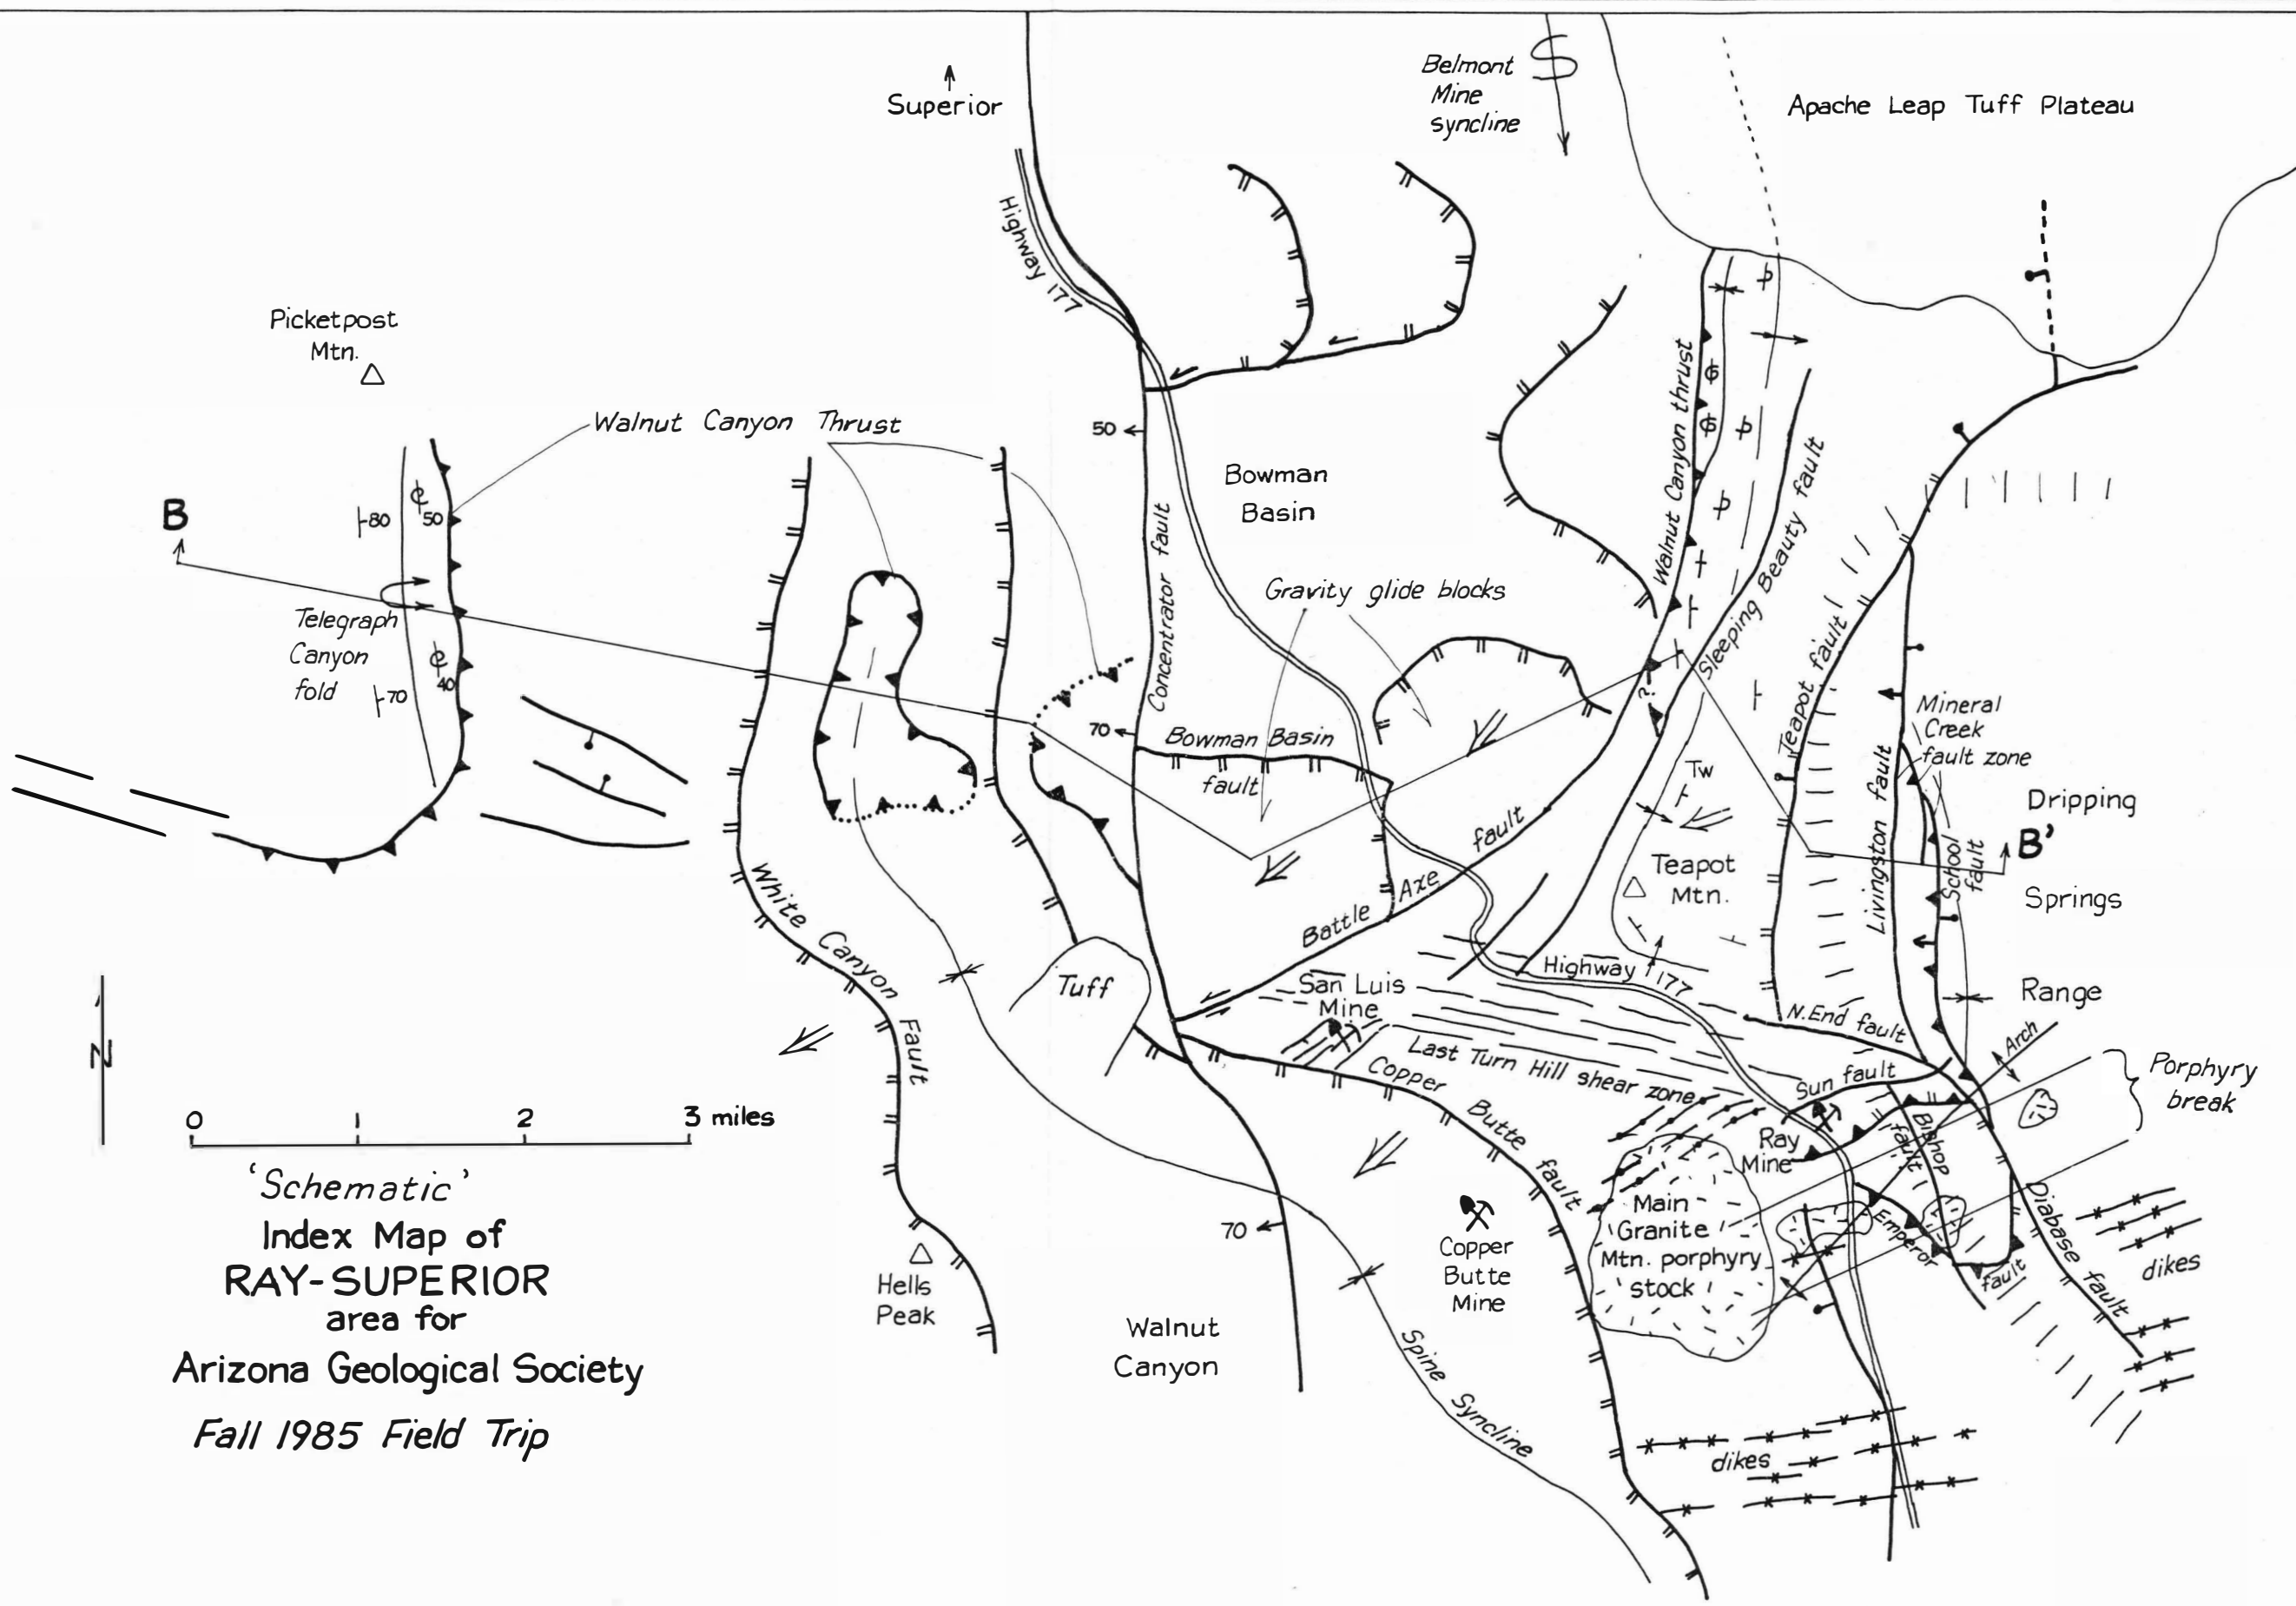 Superior
Highway 177
Belmont
Mine
syncline
Apache Leap Tuff Plateau
Picketpost
Mtn.
Walnut Canyon Thrust
50
Bowman
Basin
Concentrator fault
Walnut Canyon thrust
Sleeping Beauty fault
B
80
50
Telegraph
Canyon
fold
40
70
Gravity glide blocks
70
Bowman Basin
fault
?
Teapot fault
Tw
Teapot
Mtn.
Livingston fault
Mineral
Creek
fault zone
School
fault
Dripping
B'
Springs
Range
White Canyon
Fault
Battle Axe fault
Tuff
San Luis
Mine
Highway 177
N. End fault
Last Turn Hill shear zone
Copper
Butte fault
Sun fault
Arch
Porphyry
break
Ray
Mine
Bishop
fault
Emperor
fault
Diabase fault
dikes
Main
Granite
Mtn. porphyry
stock
Copper
Butte
Mine
70
Hells
Peak
Walnut
Canyon
Spine Syncline
dikes
N
0 1 2 3 miles
'Schematic'
Index Map of
RAY-SUPERIOR
area for
Arizona Geological Society
Fall 1985 Field Trip